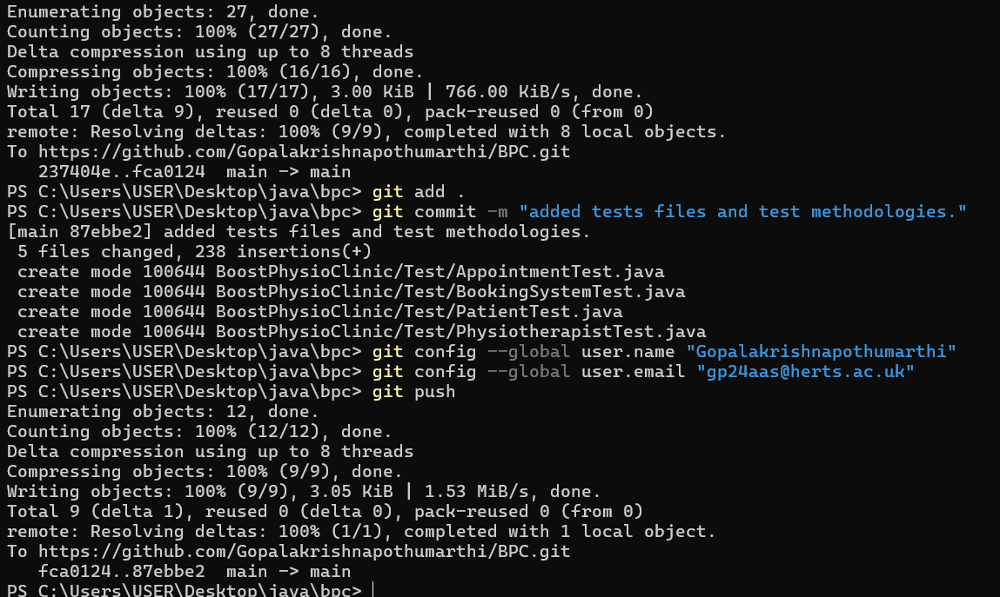 Enumerating objects: 27, done.
Counting objects: 100% (27/27), done.
Delta compression using up to 8 threads
Compressing objects: 100% (16/16), done.
Writing objects: 100% (17/17), 3.00 KiB | 766.00 KiB/s, done.
Total 17 (delta 9), reused 0 (delta 0), pack-reused 0 (from 0)
remote: Resolving deltas: 100% (9/9), completed with 8 local objects.
To https://github.com/Gopalakrishnapothumarthi/BPC.git
   237404e..fca0124  main -> main
PS C:\Users\USER\Desktop\java\bpc> git add .
PS C:\Users\USER\Desktop\java\bpc> git commit -m "added tests files and test methodologies."
[main 87ebbe2] added tests files and test methodologies.
 5 files changed, 238 insertions(+)
 create mode 100644 BoostPhysioClinic/Test/AppointmentTest.java
 create mode 100644 BoostPhysioClinic/Test/BookingSystemTest.java
 create mode 100644 BoostPhysioClinic/Test/PatientTest.java
 create mode 100644 BoostPhysioClinic/Test/PhysiotherapistTest.java
PS C:\Users\USER\Desktop\java\bpc> git config --global user.name "Gopalakrishnapothumarthi"
PS C:\Users\USER\Desktop\java\bpc> git config --global user.email "gp24aas@herts.ac.uk"
PS C:\Users\USER\Desktop\java\bpc> git push
Enumerating objects: 12, done.
Counting objects: 100% (12/12), done.
Delta compression using up to 8 threads
Compressing objects: 100% (9/9), done.
Writing objects: 100% (9/9), 3.05 KiB | 1.53 MiB/s, done.
Total 9 (delta 1), reused 0 (delta 0), pack-reused 0 (from 0)
remote: Resolving deltas: 100% (1/1), completed with 1 local object.
To https://github.com/Gopalakrishnapothumarthi/BPC.git
   fca0124..87ebbe2  main -> main
PS C:\Users\USER\Desktop\java\bpc>